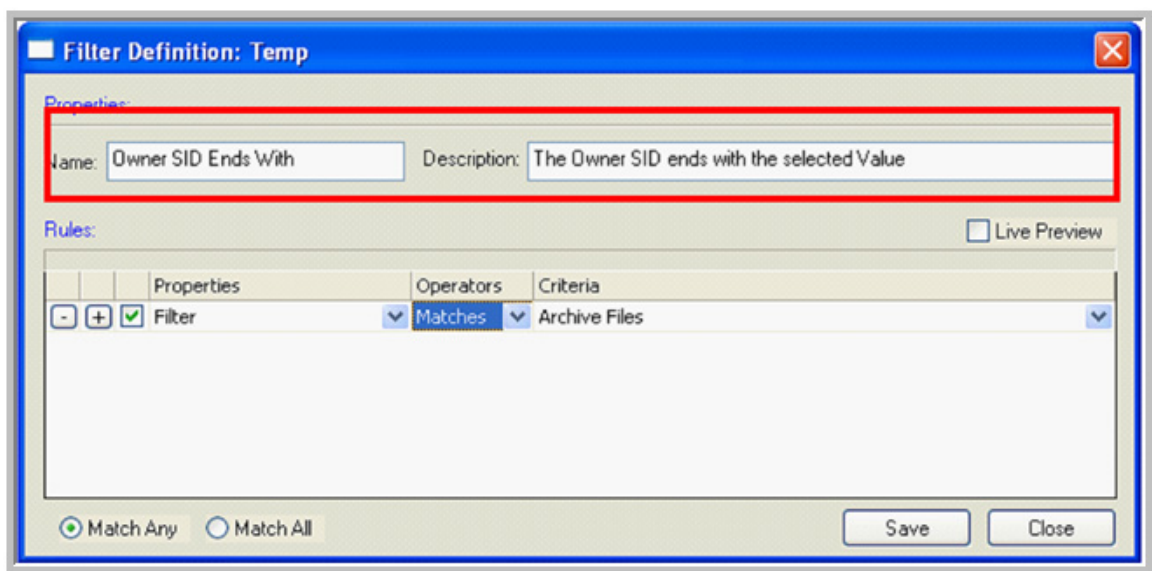 Filter Definition: Temp
Properties:
Name: Owner SID Ends With Description: The Owner SID ends with the selected Value
Rules: Live Preview
Properties Operators Criteria
- + Filter Matches Archive Files
Match Any Match All Save Close